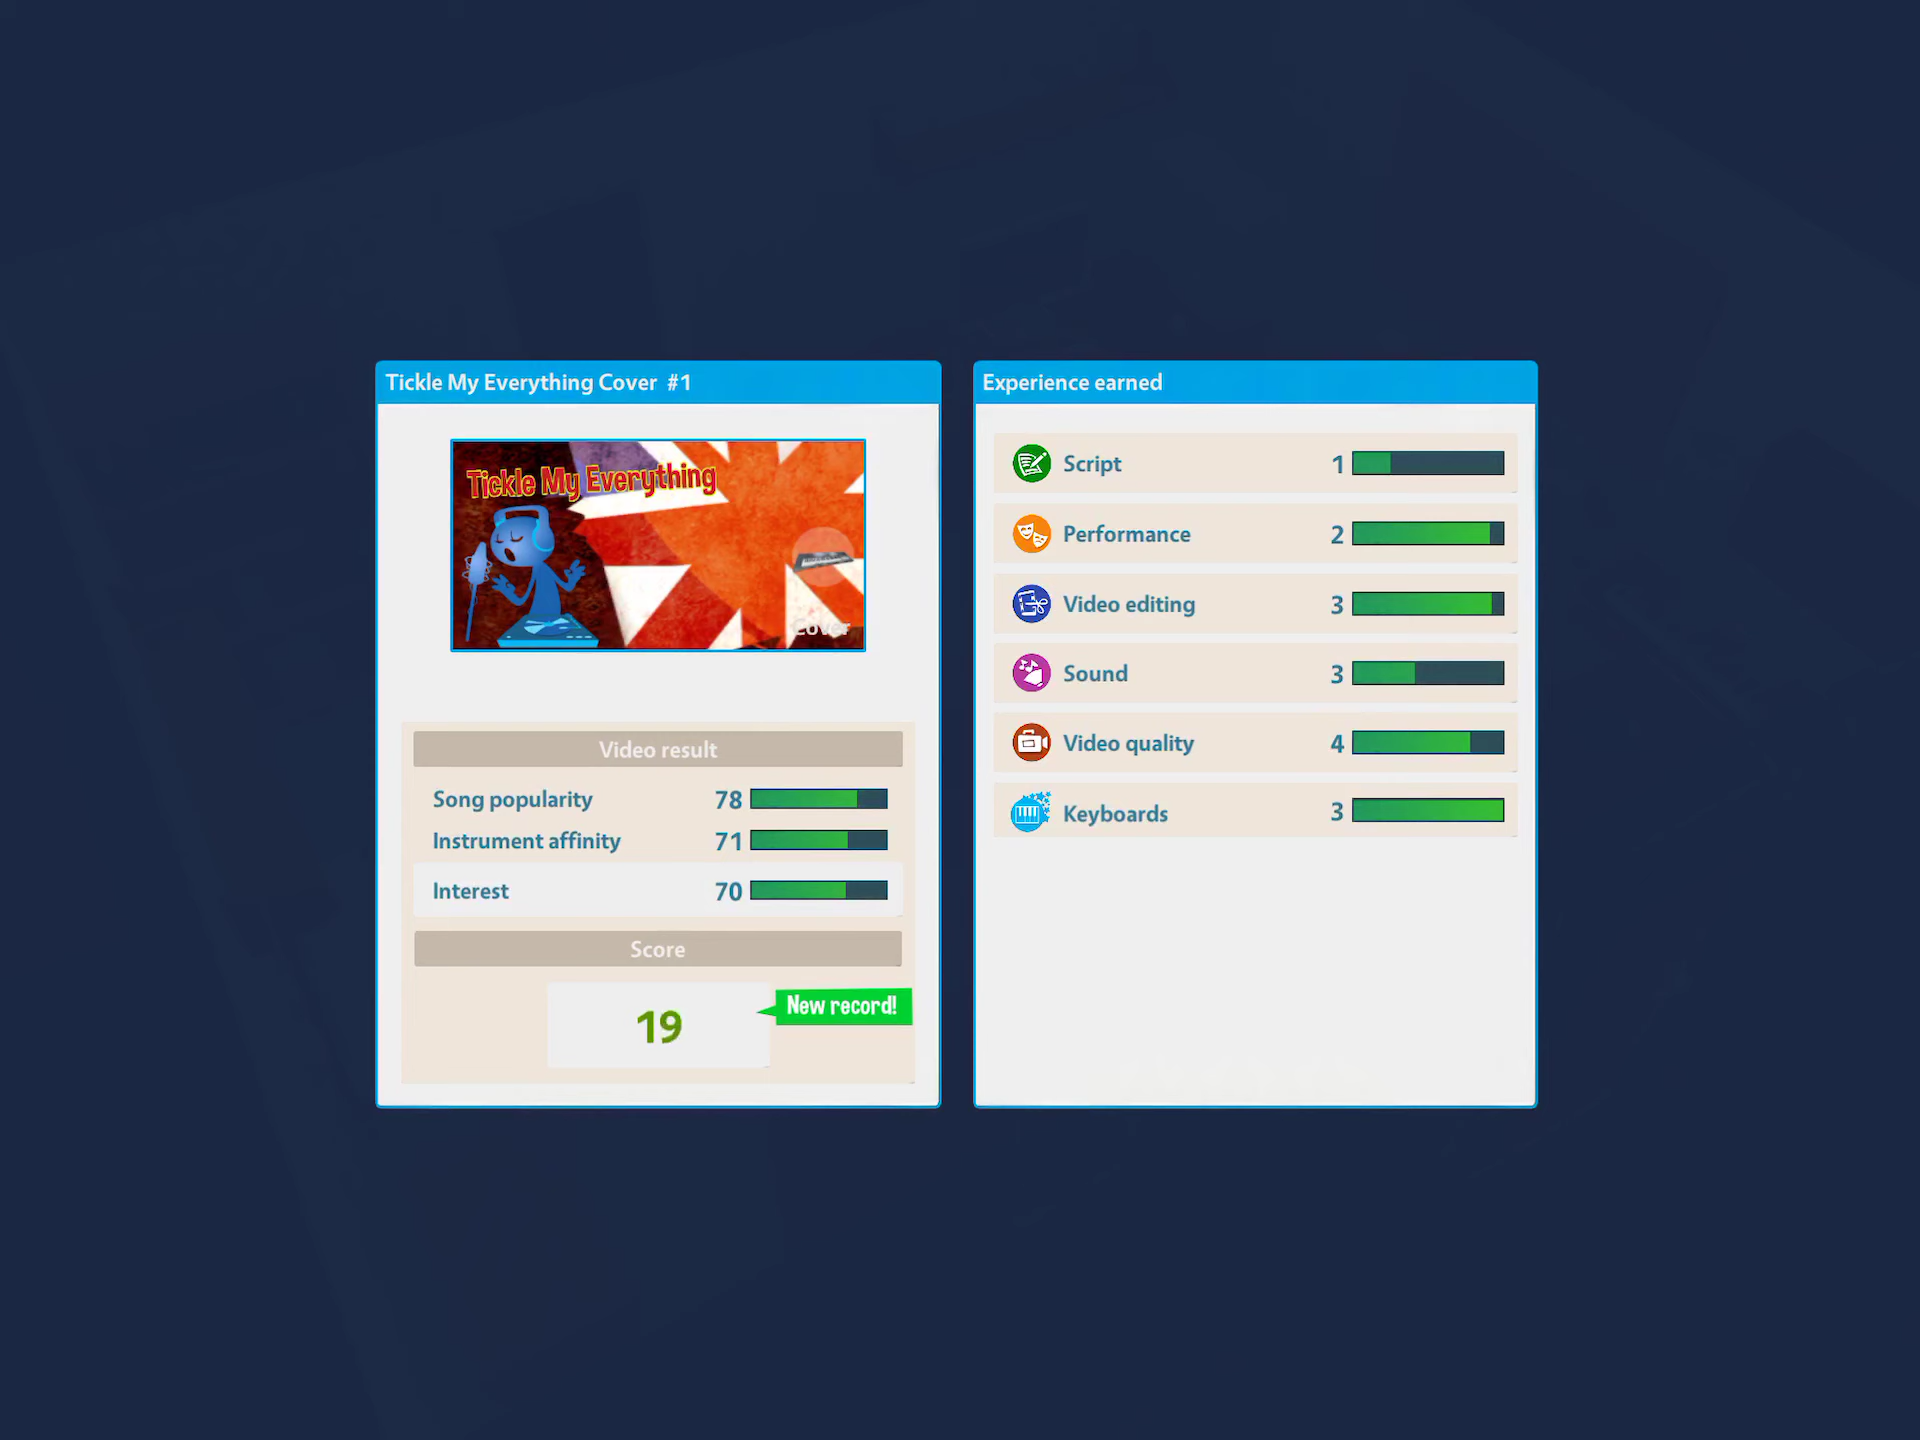 Tickle My Everything Cover #1
Tickle My Everything
Cover
Video result
Song popularity 78
Instrument affinity 71
Interest 70
Score
19
New record!
Experience earned
Script 1
Performance 2
Video editing 3
Sound 3
Video quality 4
Keyboards 3